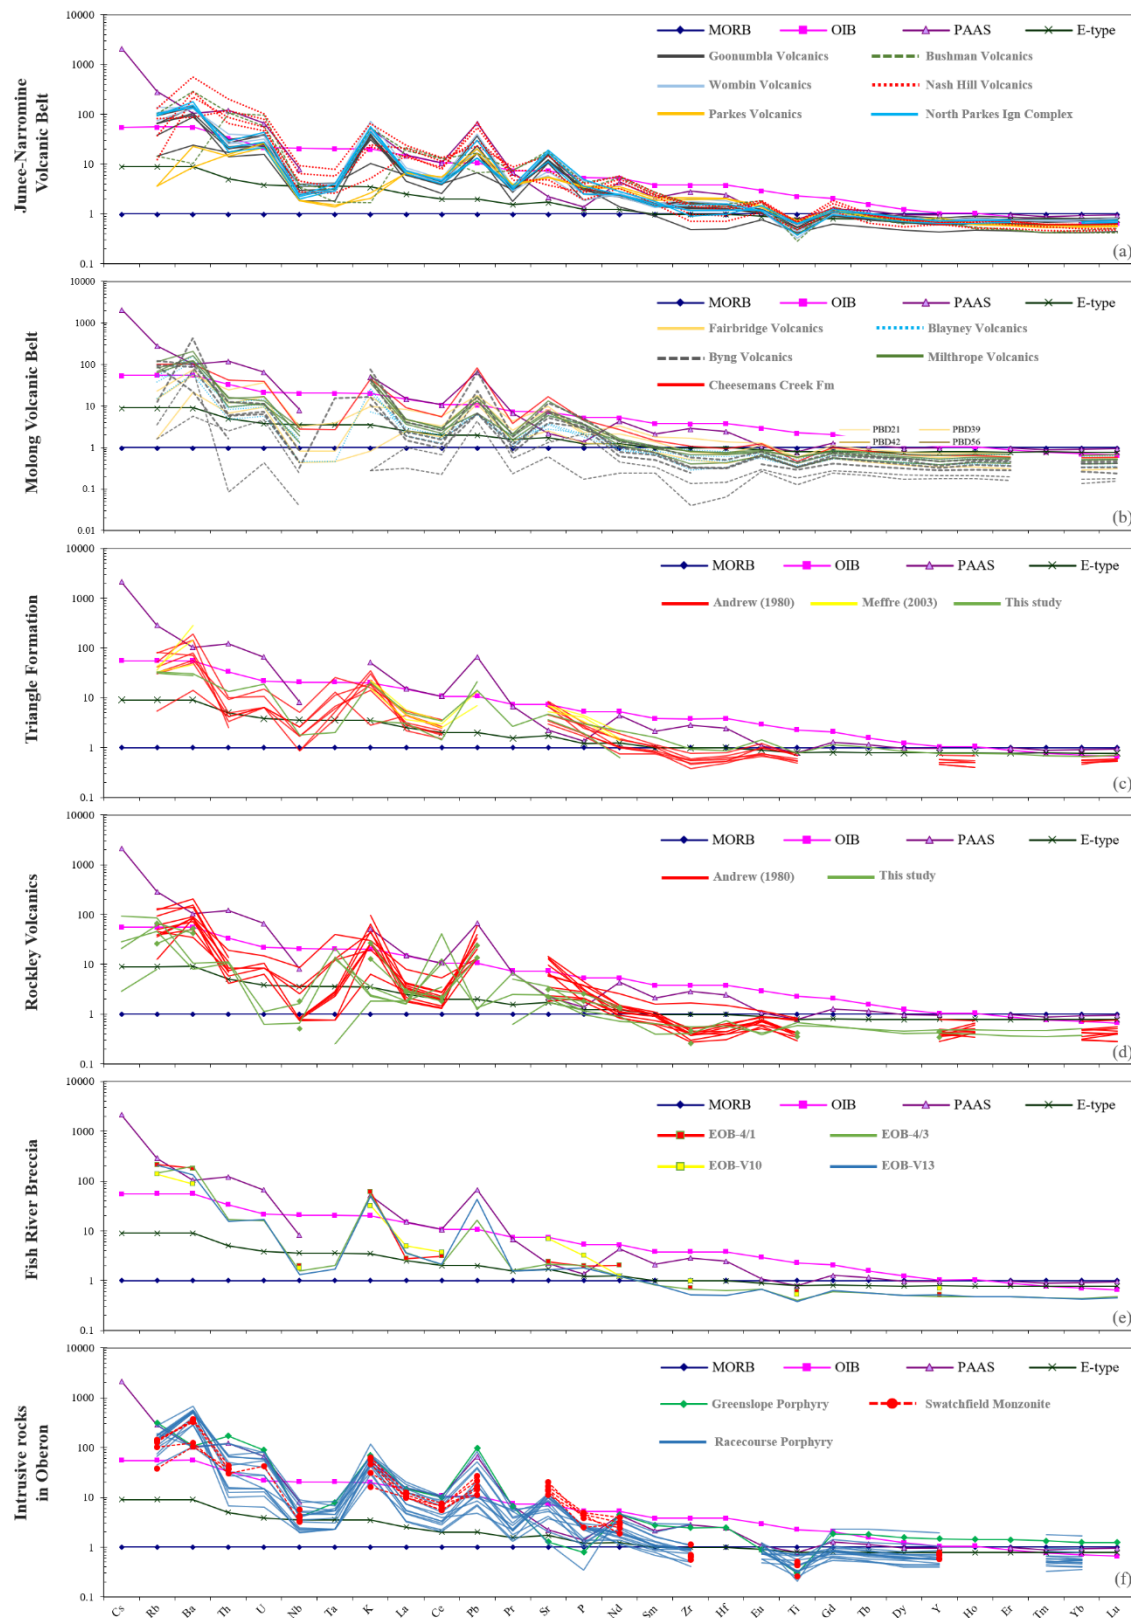 Junee-Narromine
Volcanic Belt
10000
1000
100
10
1
0.1
MORB OIB PAAS E-type
Goonumbla Volcanics Bushman Volcanics
Wombin Volcanics Nash Hill Volcanics
Parkes Volcanics North Parkes Ign Complex
(a)
Molong Volcanic Belt
10000
1000
100
10
1
0.1
0.01
MORB OIB PAAS E-type
Fairbridge Volcanics Blayney Volcanics
Byng Volcanics Milthrope Volcanics
Cheesemans Creek Fm
PBD21 PBD39
PBD42 PBD56
(b)
Triangle Formation
10000
1000
100
10
1
0.1
MORB OIB PAAS E-type
Andrew (1980) Meffre (2003) This study
(c)
Rockley Volcanics
10000
1000
100
10
1
0.1
MORB OIB PAAS E-type
Andrew (1980) This study
(d)
Fish River Breccia
10000
1000
100
10
1
0.1
MORB OIB PAAS E-type
EOB-4/1 EOB-4/3
EOB-V10 EOB-V13
(e)
Intrusive rocks
in Oberon
10000
1000
100
10
1
0.1
MORB OIB PAAS E-type
Greenslope Porphyry Swatchfield Monzonite
Racecourse Porphyry
(f)
Cs Rb Ba Th U Nb Ta K La Ce Pb Pr Sr P Nd Sm Zr Hf Eu Ti Gd Tb Dy Y Ho Er Tm Yb Lu